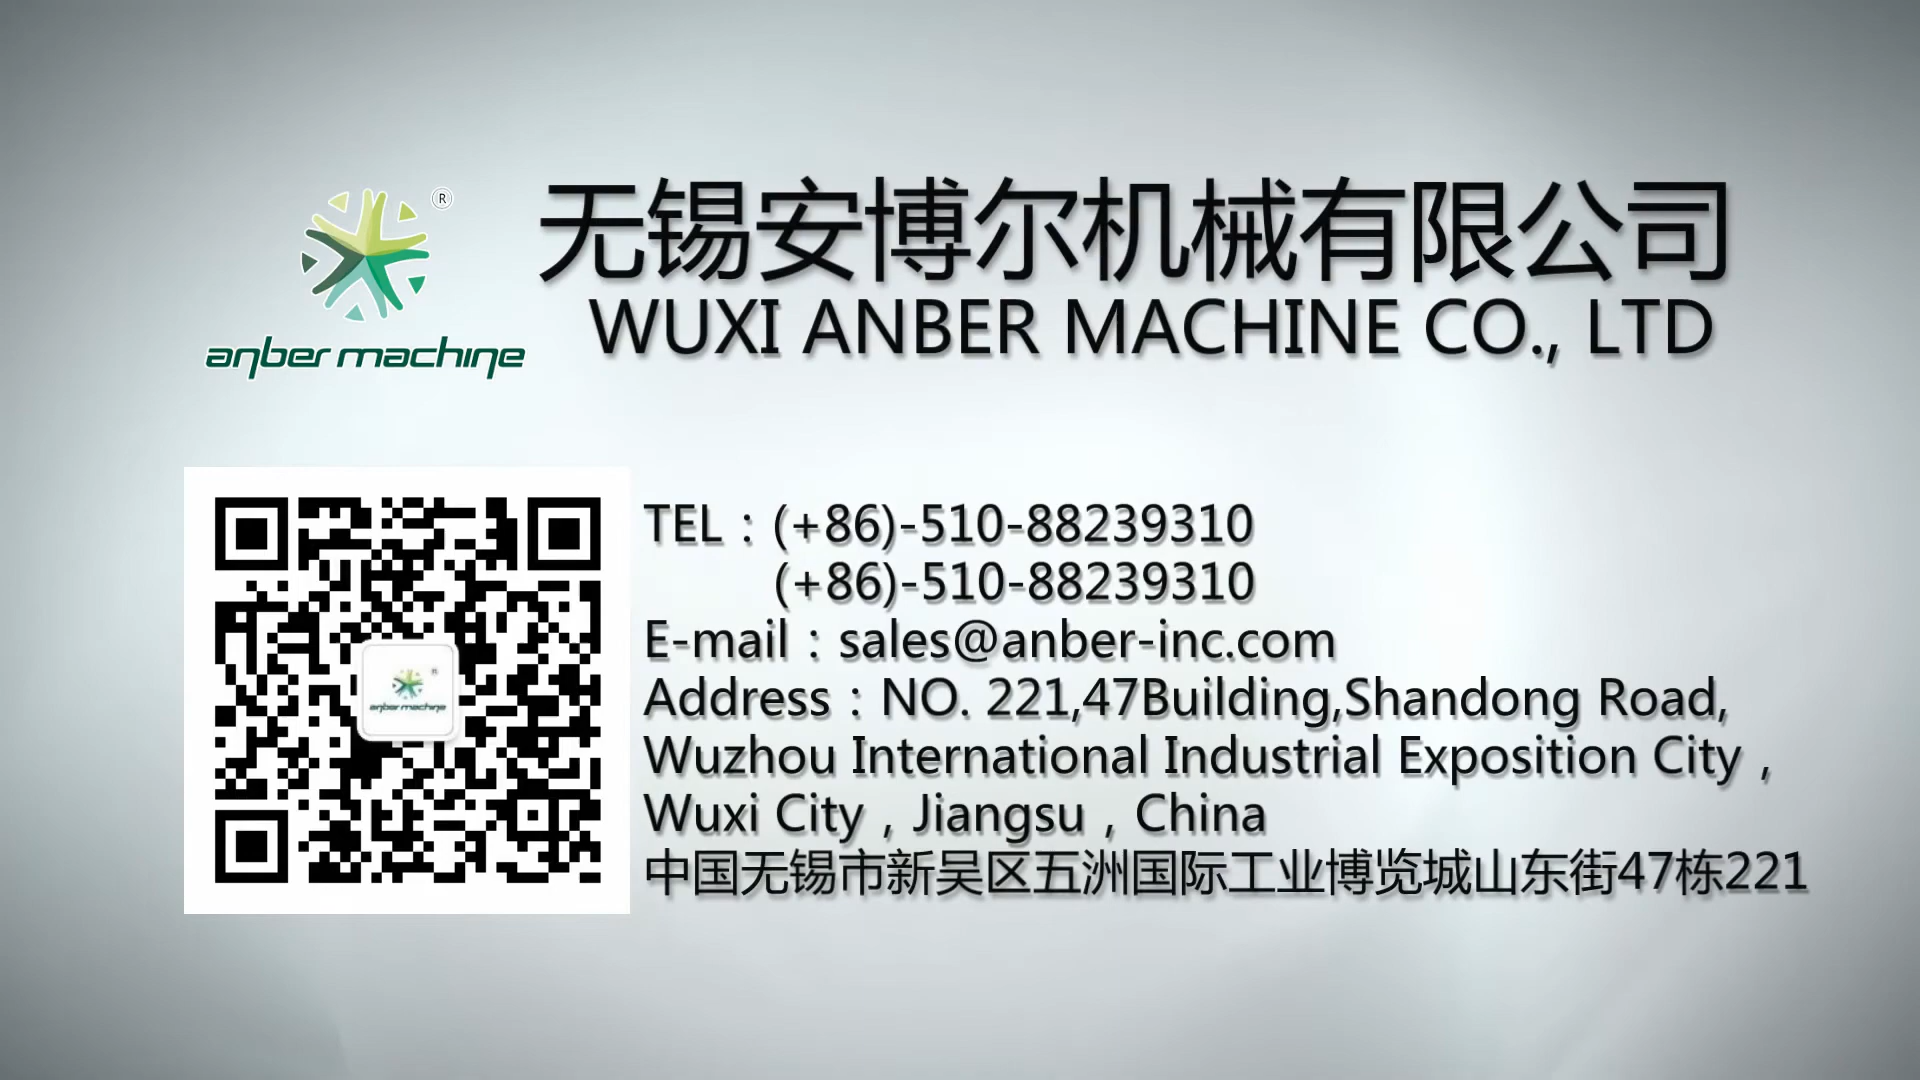 无锡安博尔机械有限公司
WUXI ANBER MACHINE CO., LTD
®
anber machine
TEL：(+86)-510-88239310
(+86)-510-88239310
E-mail：sales@anber-inc.com
Address：NO. 221,47Building,Shandong Road,
Wuzhou International Industrial Exposition City，
Wuxi City，Jiangsu，China
中国无锡市新吴区五洲国际工业博览城山东街47栋221
anber machine